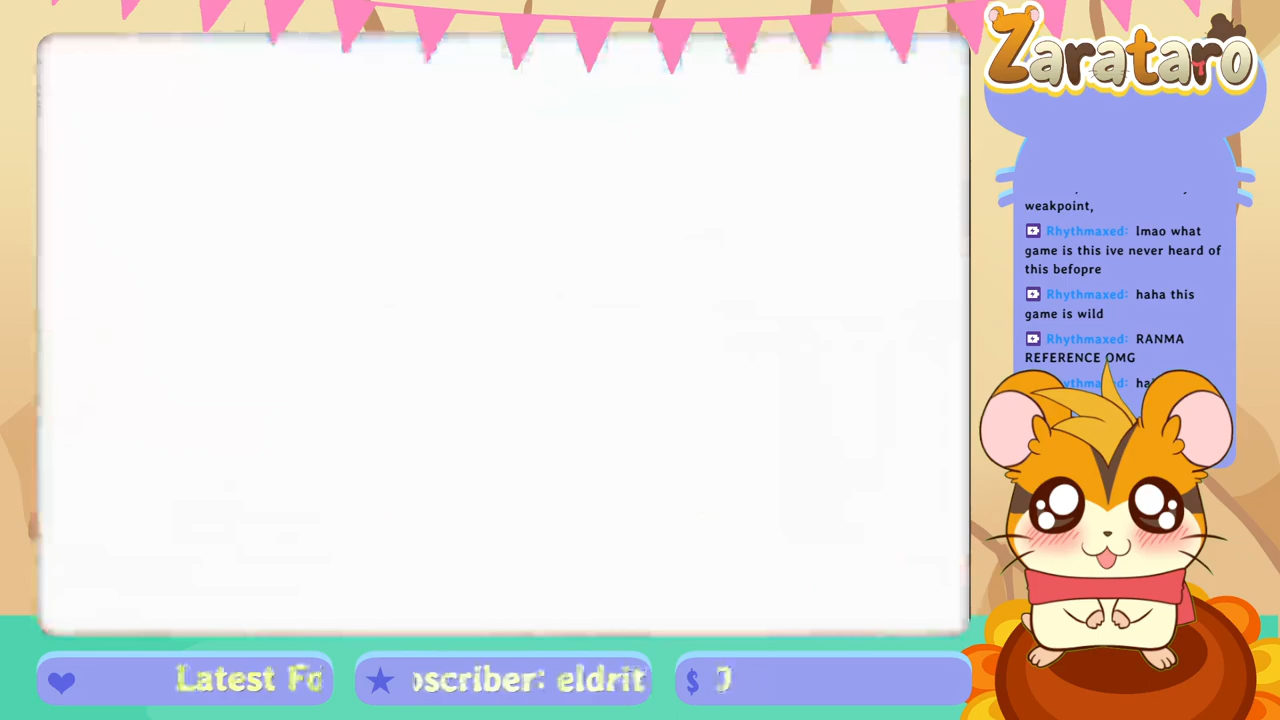 Zarataro
weakpoint,
Rhythmaxed: lmao what
game is this ive never heard of
this befopre
Rhythmaxed: haha this
game is wild
Rhythmaxed: RANMA
REFERENCE OMG
Latest Fo
oscriber: eldrit
$ J